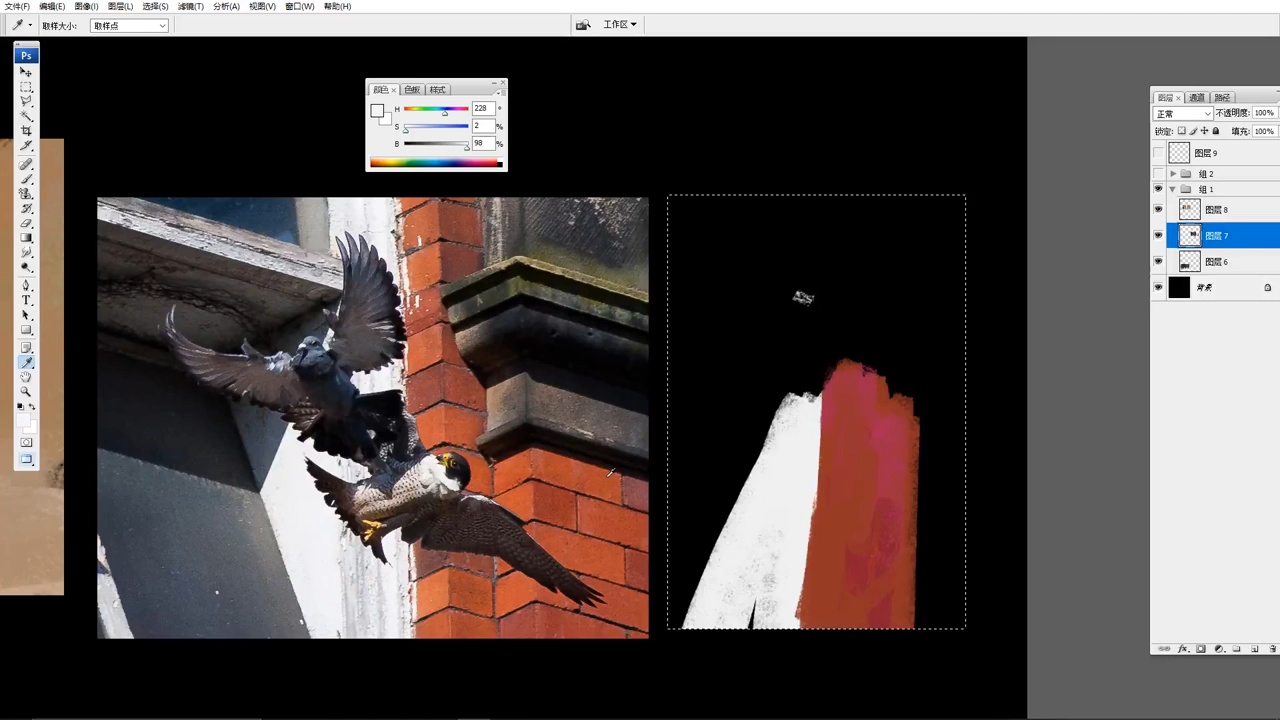 文件(F) 编辑(E) 图像(I) 图层(L) 选择(S) 滤镜(T) 分析(A) 视图(V) 窗口(W) 帮助(H)
取样大小: 取样点 工作区
Ps
颜色 × 色板 样式
H 228 °
S 2 %
B 98 %
T
图层 × 通道 路径
正常 不透明度: 100%
锁定: 填充: 100%
图层 9
组 2
组 1
图层 8
图层 7
图层 6
背景
fx